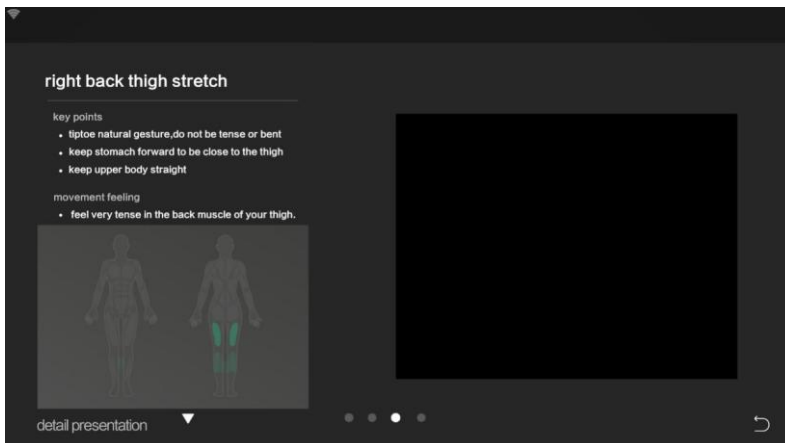 right back thigh stretch
key points
• tiptoe natural gesture,do not be tense or bent
• keep stomach forward to be close to the thigh
• keep upper body straight
movement feeling
• feel very tense in the back muscle of your thigh.
detail presentation